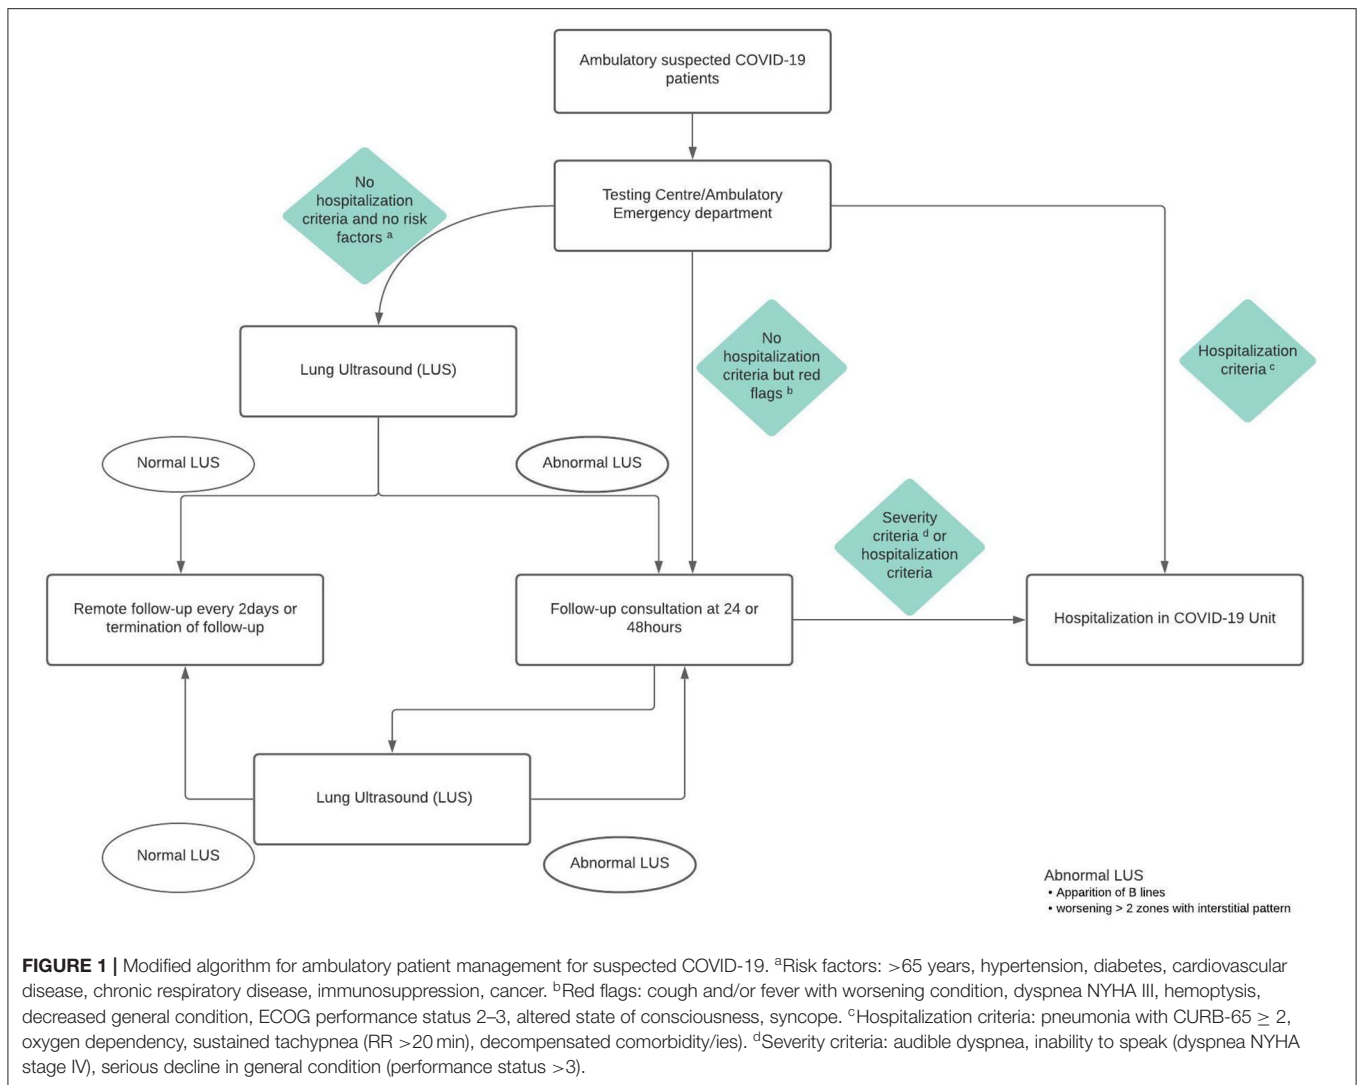 Ambulatory suspected COVID-19
patients
Testing Centre/Ambulatory
Emergency department
No
hospitalization
criteria and no risk
factors a
No
hospitalization
criteria but red
flags b
Hospitalization
criteria c
Lung Ultrasound (LUS)
Normal LUS
Abnormal LUS
Severity
criteria d or
hospitalization
criteria
Remote follow-up every 2days or
termination of follow-up
Follow-up consultation at 24 or
48hours
Hospitalization in COVID-19 Unit
Lung Ultrasound (LUS)
Normal LUS
Abnormal LUS
Abnormal LUS
• Apparition of B lines
• worsening > 2 zones with interstitial pattern
FIGURE 1 | Modified algorithm for ambulatory patient management for suspected COVID-19. aRisk factors: >65 years, hypertension, diabetes, cardiovascular
disease, chronic respiratory disease, immunosuppression, cancer. bRed flags: cough and/or fever with worsening condition, dyspnea NYHA III, hemoptysis,
decreased general condition, ECOG performance status 2–3, altered state of consciousness, syncope. cHospitalization criteria: pneumonia with CURB-65 ≥ 2,
oxygen dependency, sustained tachypnea (RR >20 min), decompensated comorbidity/ies). dSeverity criteria: audible dyspnea, inability to speak (dyspnea NYHA
stage IV), serious decline in general condition (performance status >3).